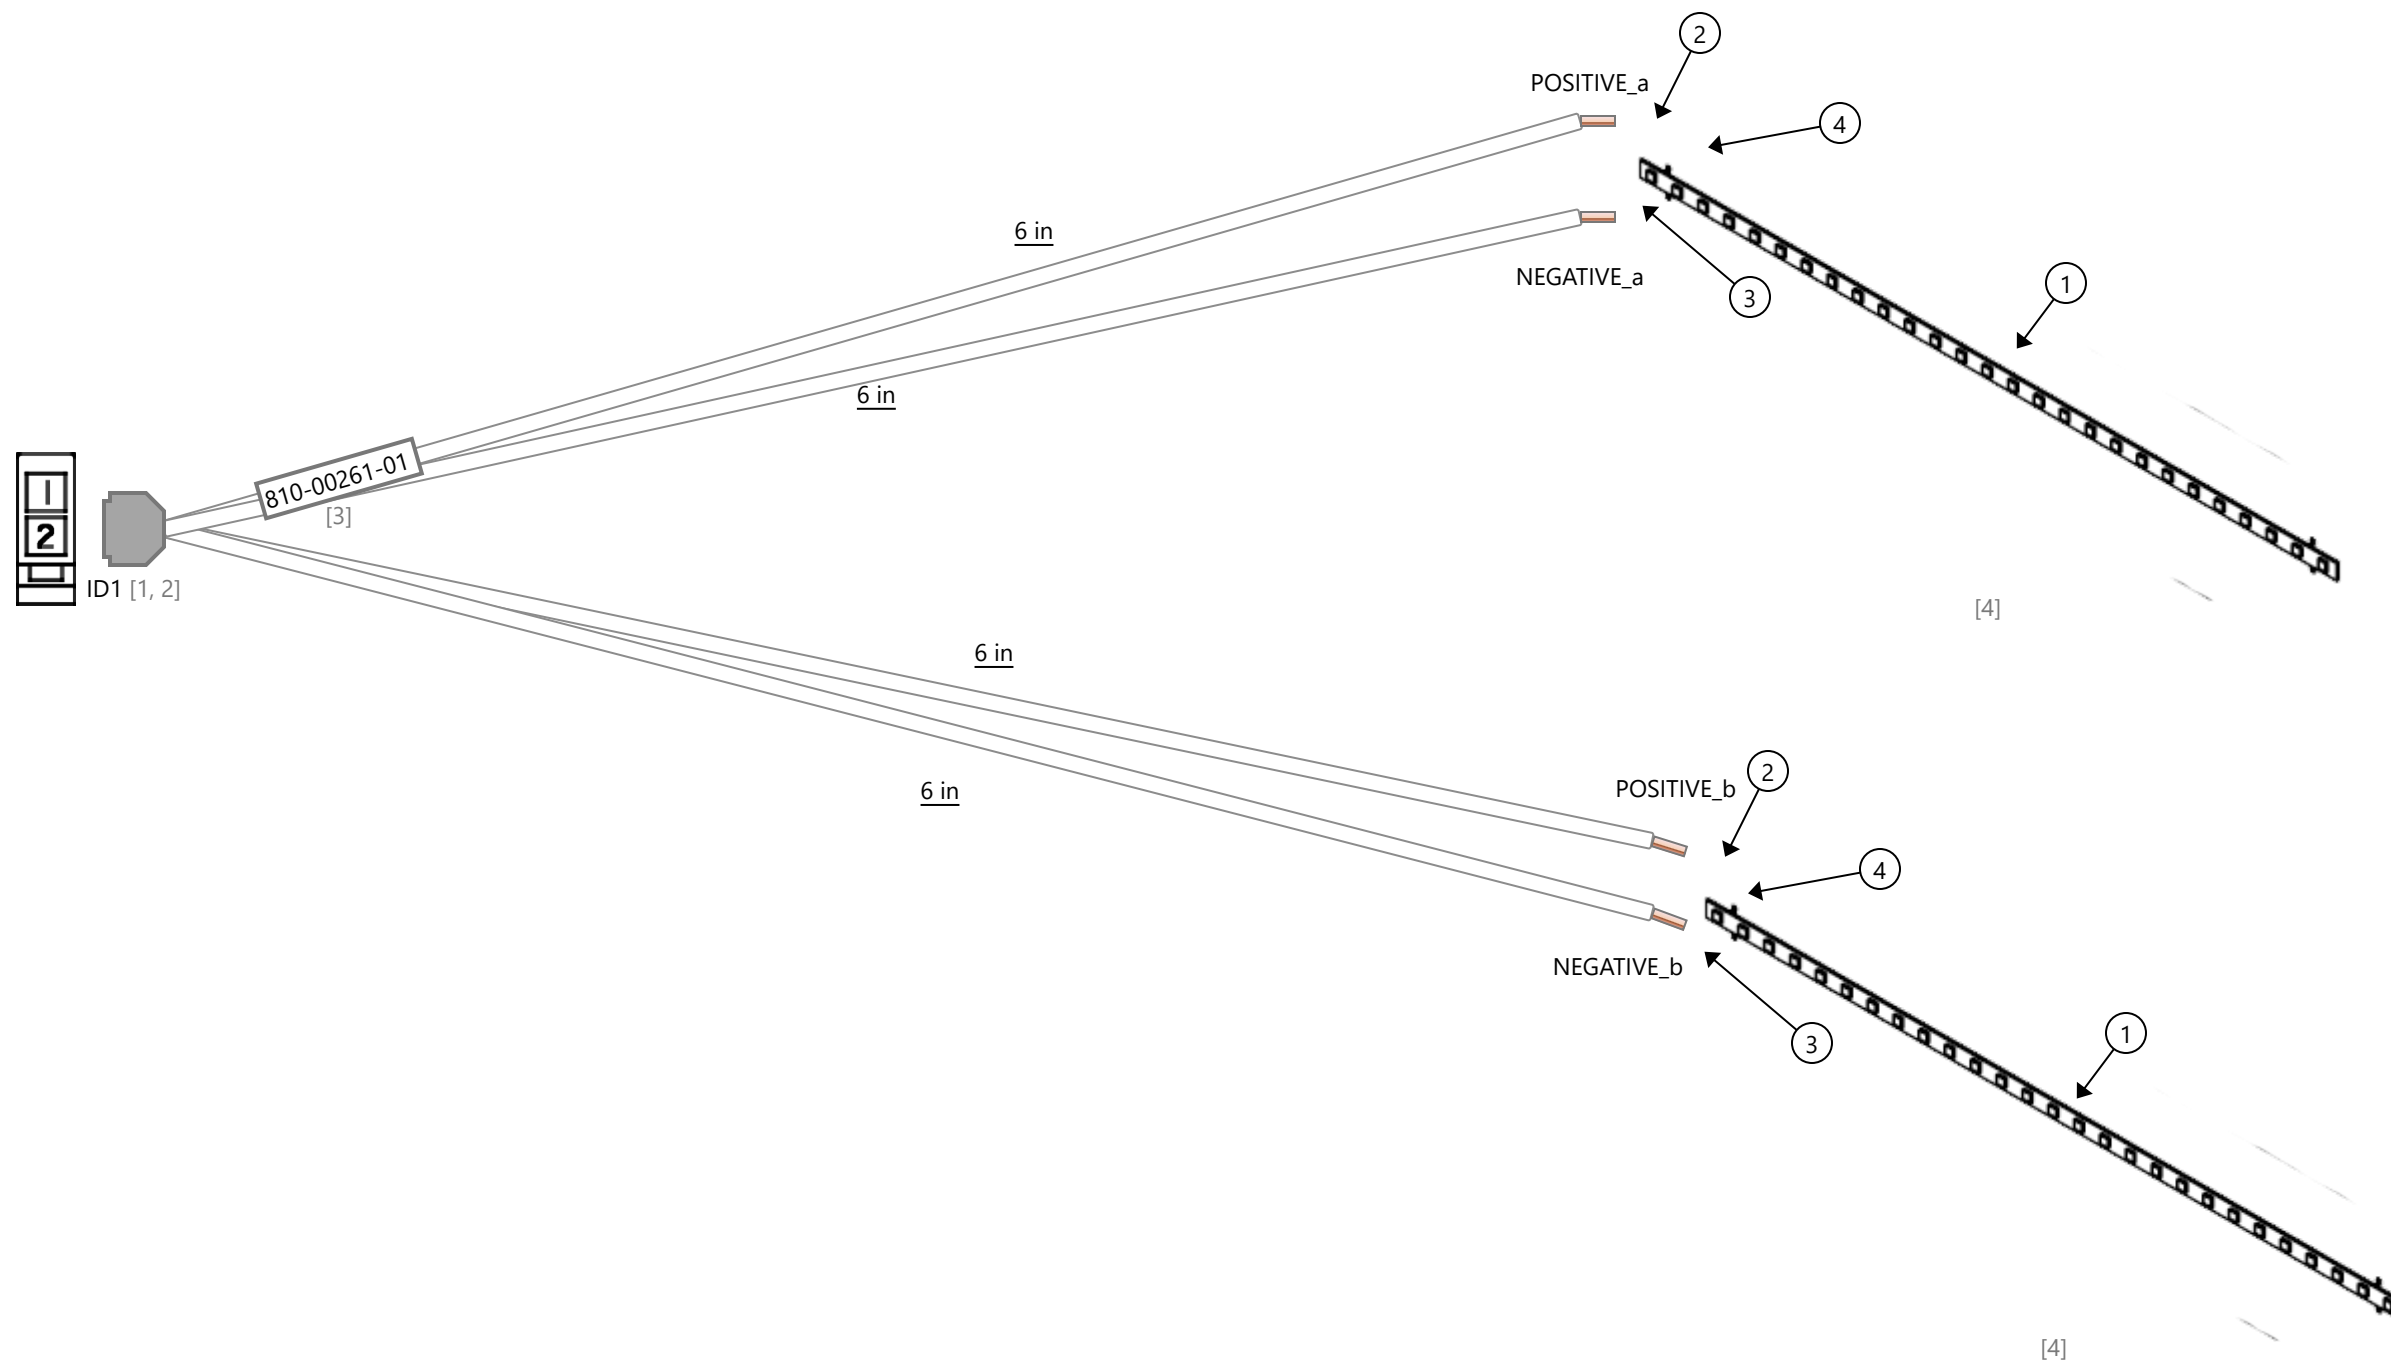 2
POSITIVE_a
4
6 in
NEGATIVE_a
3
1
6 in
810-00261-01
[3]
1
2
ID1 [1, 2]
[4]
6 in
6 in
POSITIVE_b
2
4
NEGATIVE_b
3
1
[4]